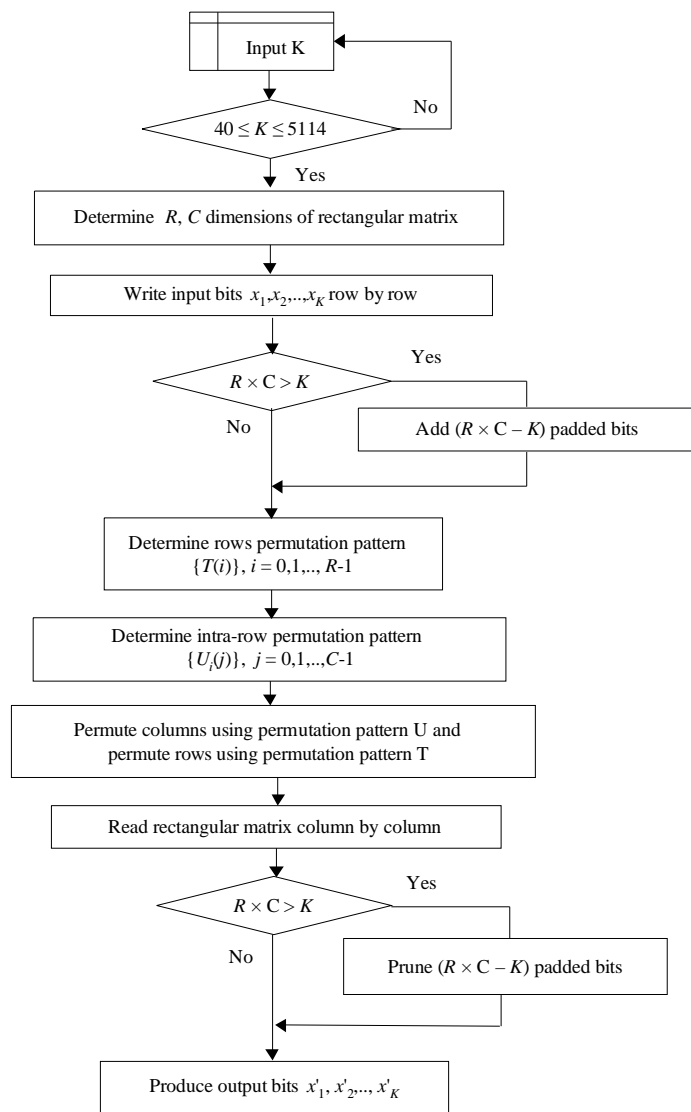 Input K
No
40 ≤ K ≤ 5114
Yes
Determine R, C dimensions of rectangular matrix
Write input bits x1,x2,..,xK row by row
Yes
R × C > K
No
Add (R × C – K) padded bits
Determine rows permutation pattern
{T(i)}, i = 0,1,.., R-1
Determine intra-row permutation pattern
{Ui(j)}, j = 0,1,..,C-1
Permute columns using permutation pattern U and
permute rows using permutation pattern T
Read rectangular matrix column by column
Yes
R × C > K
No
Prune (R × C – K) padded bits
Produce output bits x'1, x'2,.., x'K